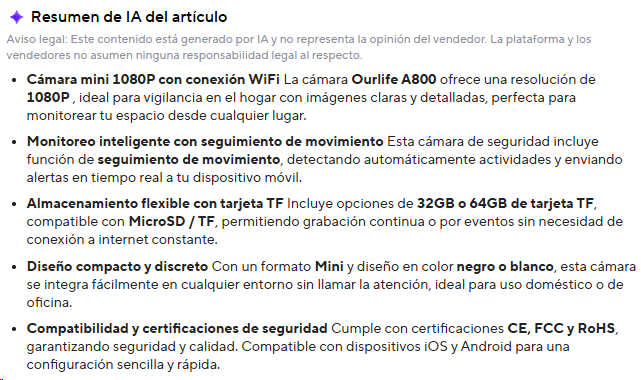 Resumen de IA del artículo
Aviso legal: Este contenido está generado por IA y no representa la opinión del vendedor. La plataforma y los
vendedores no asumen ninguna responsabilidad legal al respecto.
• Cámara mini 1080P con conexión WiFi La cámara Ourlife A800 ofrece una resolución de
1080P , ideal para vigilancia en el hogar con imágenes claras y detalladas, perfecta para
monitorear tu espacio desde cualquier lugar.
• Monitoreo inteligente con seguimiento de movimiento Esta cámara de seguridad incluye
función de seguimiento de movimiento, detectando automáticamente actividades y enviando
alertas en tiempo real a tu dispositivo móvil.
• Almacenamiento flexible con tarjeta TF Incluye opciones de 32GB o 64GB de tarjeta TF,
compatible con MicroSD / TF, permitiendo grabación continua o por eventos sin necesidad de
conexión a internet constante.
• Diseño compacto y discreto Con un formato Mini y diseño en color negro o blanco, esta cámara
se integra fácilmente en cualquier entorno sin llamar la atención, ideal para uso doméstico o de
oficina.
• Compatibilidad y certificaciones de seguridad Cumple con certificaciones CE, FCC y RoHS,
garantizando seguridad y calidad. Compatible con dispositivos iOS y Android para una
configuración sencilla y rápida.